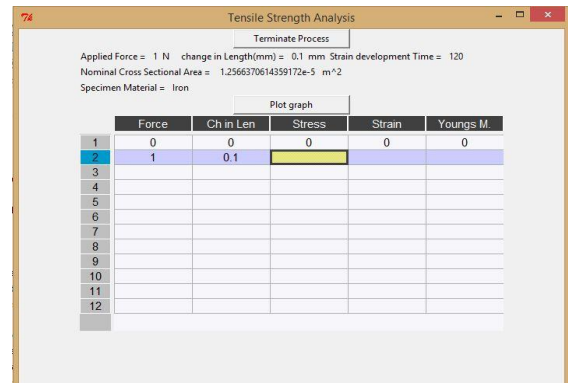 Tensile Strength Analysis
Terminate Process
Applied Force = 1 N change in Length(mm) = 0.1 mm Strain development Time = 120
Nominal Cross Sectional Area = 1.2566370614359172e-5 m^2
Specimen Material = Iron
Plot graph
Force Ch in Len Stress Strain Youngs M.
1 0 0 0 0 0
2 1 0.1
3
4
5
6
7
8
9
10
11
12